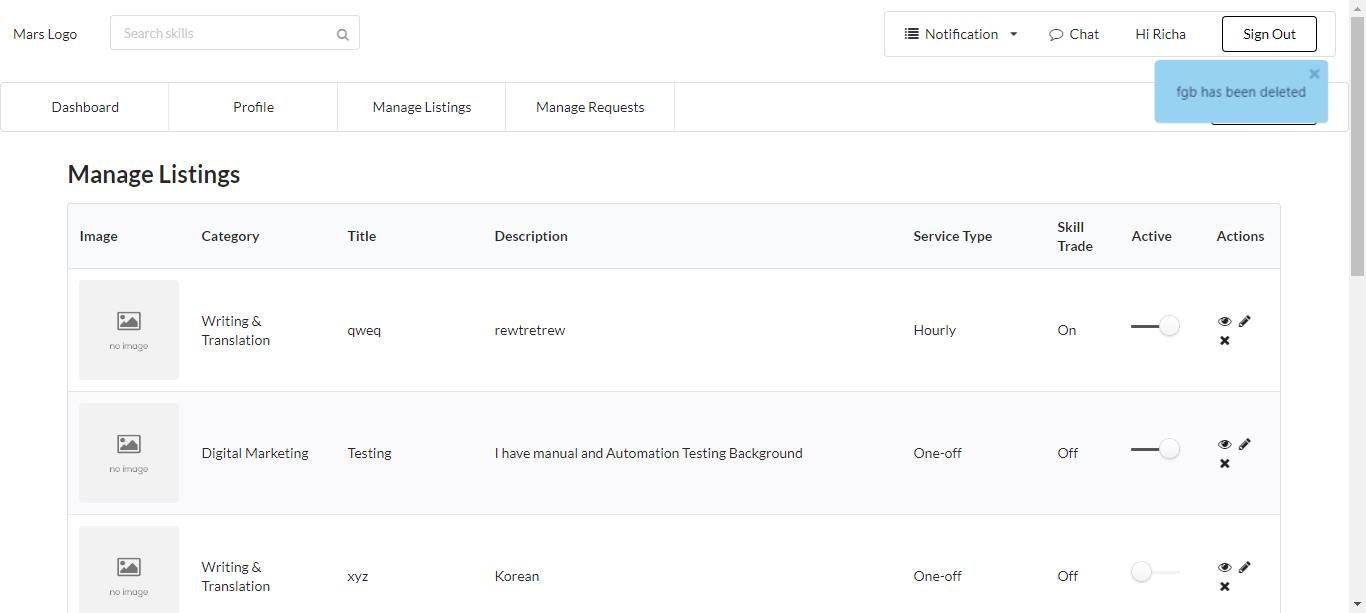 Mars Logo
Search skills
Notification
Chat
Hi Richa
Sign Out
fgb has been deleted
Dashboard
Profile
Manage Listings
Manage Requests
Manage Listings
Image
Category
Title
Description
Service Type
Skill
Trade
Active
Actions
no image
Writing &
Translation
qweq
rewtretrew
Hourly
On
no image
Digital Marketing
Testing
I have manual and Automation Testing Background
One-off
Off
no image
Writing &
Translation
xyz
Korean
One-off
Off